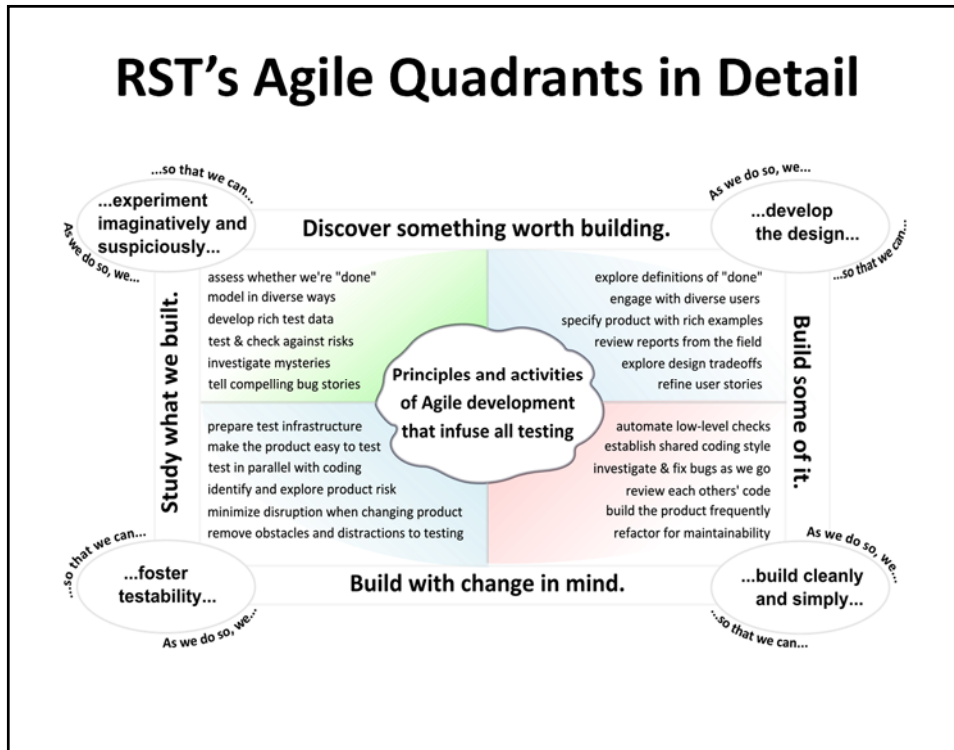 RST's Agile Quadrants in Detail
...so that we can...
...experiment
imaginatively and
suspiciously...
As we do so, we...
Discover something worth building.
As we do so, we...
...develop
the design...
...so that we can...
Study what we built.
assess whether we're "done"
model in diverse ways
develop rich test data
test & check against risks
investigate mysteries
tell compelling bug stories
explore definitions of "done"
engage with diverse users
specify product with rich examples
review reports from the field
explore design tradeoffs
refine user stories
Build some of it.
Principles and activities
of Agile development
that infuse all testing
prepare test infrastructure
make the product easy to test
test in parallel with coding
identify and explore product risk
minimize disruption when changing product
remove obstacles and distractions to testing
automate low-level checks
establish shared coding style
investigate & fix bugs as we go
review each others' code
build the product frequently
refactor for maintainability
...so that we can...
...foster
testability...
As we do so, we...
Build with change in mind.
As we do so, we...
...build cleanly
and simply...
...so that we can...